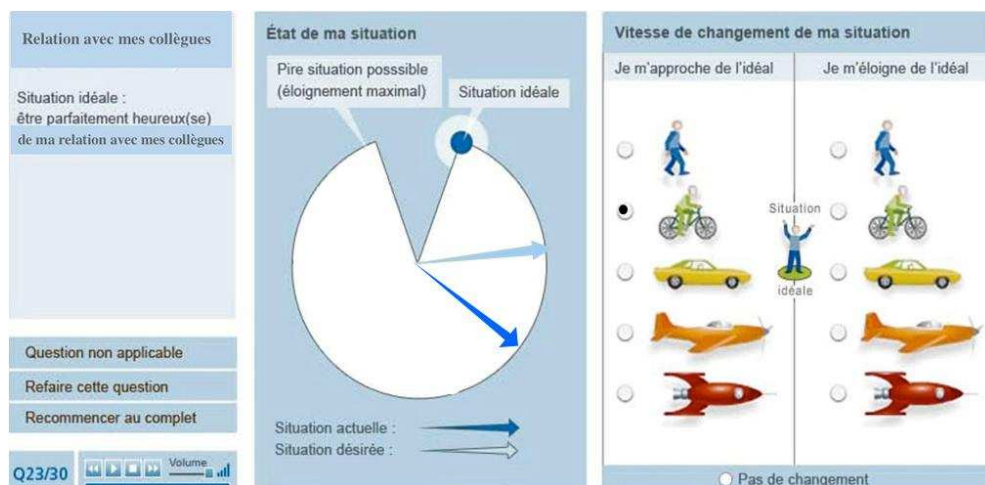 Relation avec mes collègues
Situation idéale :
être parfaitement heureux(se)
de ma relation avec mes collègues
Question non applicable
Refaire cette question
Recommencer au complet
Q23/30
Volume
État de ma situation
Pire situation posssible
(éloignement maximal)
Situation idéale
Situation actuelle :
Situation désirée :
Vitesse de changement de ma situation
Je m'approche de l'idéal
Je m'éloigne de l'idéal
Situation
idéale
Pas de changement